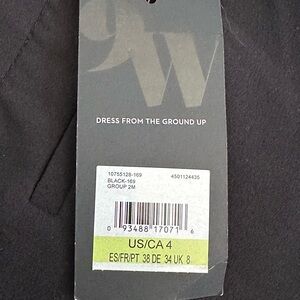 9W
DRESS FROM THE GROUND UP
10755128-169
4501124435
BLACK-169
GROUP 2M
0 93488 17071 6
US/CA 4
ES/FR/PT 38 DE 34 UK 8